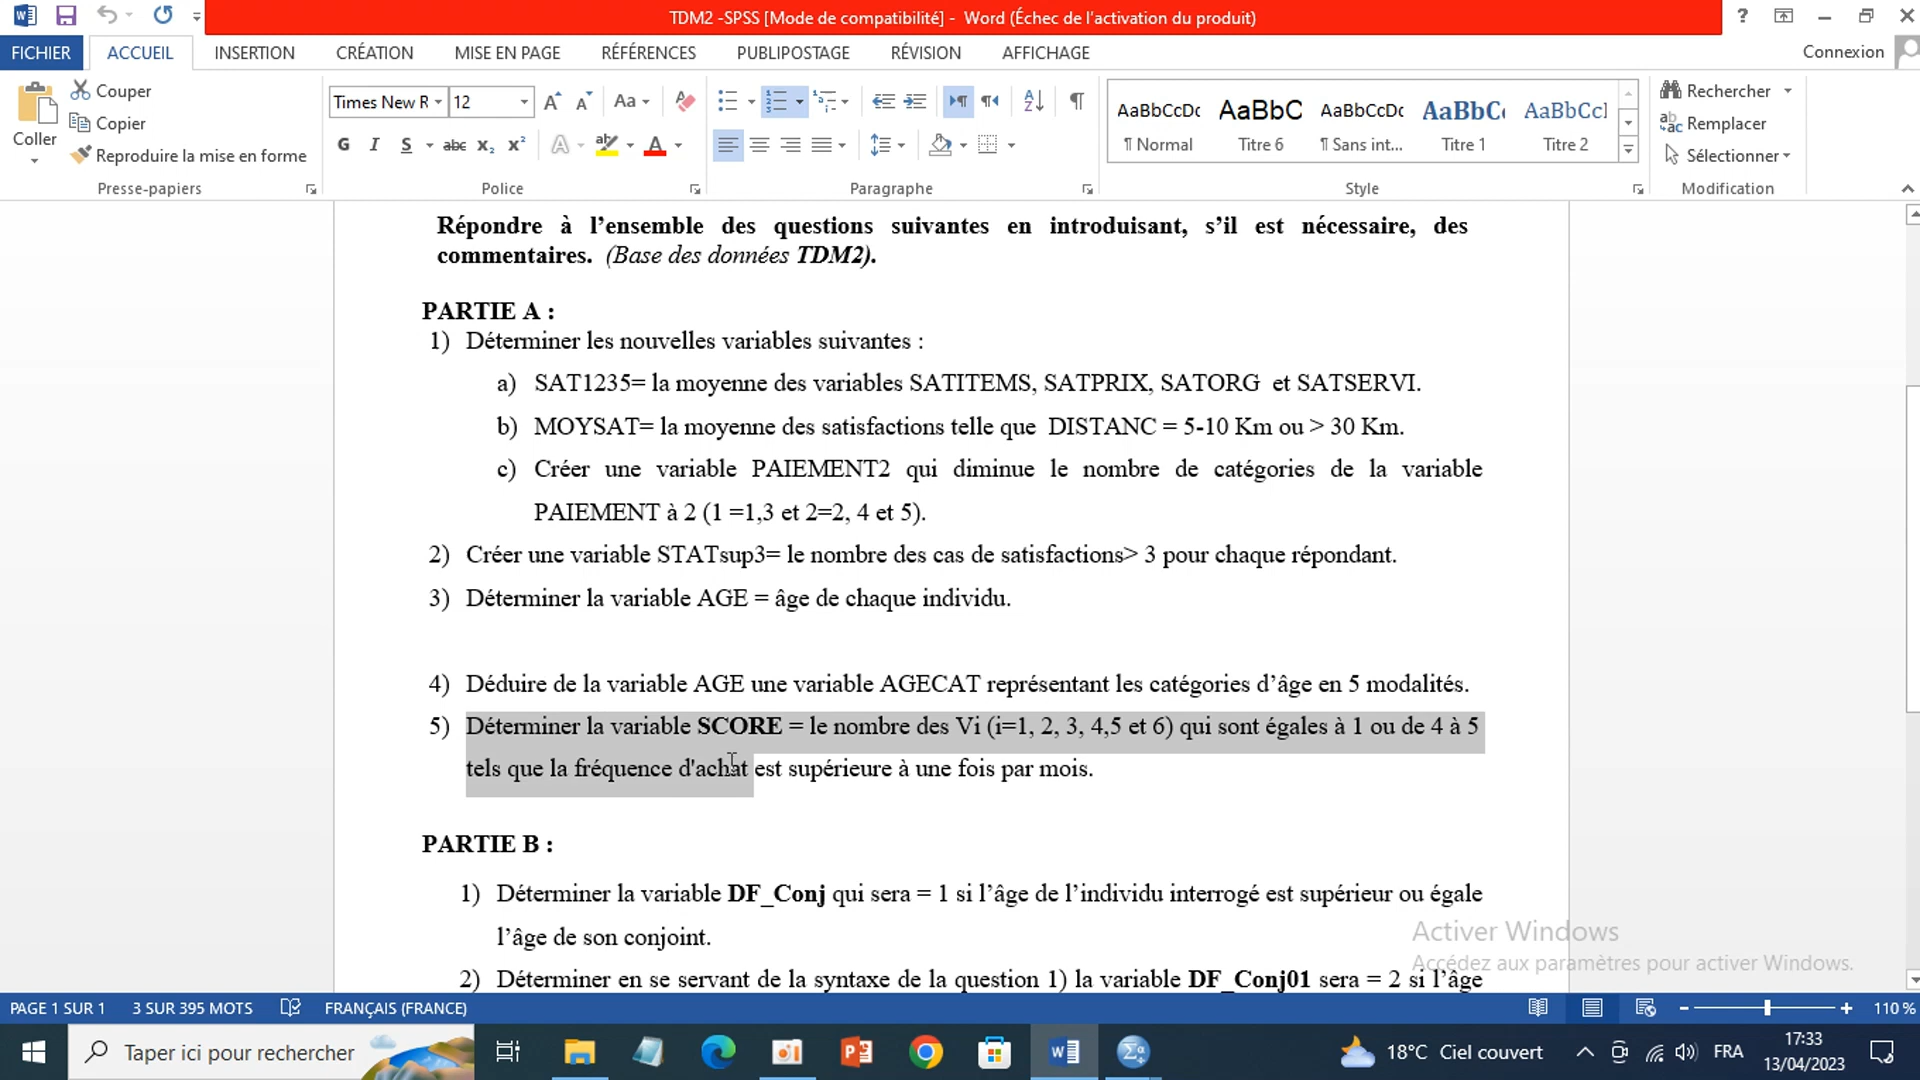 TDM2 -SPSS [Mode de compatibilité] - Word (Échec de l'activation du produit)
FICHIER ACCUEIL INSERTION CRÉATION MISE EN PAGE RÉFÉRENCES PUBLIPOSTAGE RÉVISION AFFICHAGE Connexion
Coller
Couper
Copier
Reproduire la mise en forme
Presse-papiers
Times New R 12
Police
Paragraphe
AaBbCcDc AaBbC AaBbCcDc AaBbCc AaBbCcI
¶ Normal Titre 6 ¶ Sans int... Titre 1 Titre 2
Style
Rechercher
Remplacer
Sélectionner
Modification
Répondre à l’ensemble des questions suivantes en introduisant, s’il est nécessaire, des
commentaires. (Base des données TDM2).
PARTIE A :
1) Déterminer les nouvelles variables suivantes :
a) SAT1235= la moyenne des variables SATITEMS, SATPRIX, SATORG et SATSERVI.
b) MOYSAT= la moyenne des satisfactions telle que DISTANC = 5-10 Km ou > 30 Km.
c) Créer une variable PAIEMENT2 qui diminue le nombre de catégories de la variable
PAIEMENT à 2 (1 =1,3 et 2=2, 4 et 5).
2) Créer une variable STATsup3= le nombre des cas de satisfactions> 3 pour chaque répondant.
3) Déterminer la variable AGE = âge de chaque individu.
4) Déduire de la variable AGE une variable AGECAT représentant les catégories d’âge en 5 modalités.
5) Déterminer la variable SCORE = le nombre des Vi (i=1, 2, 3, 4,5 et 6) qui sont égales à 1 ou de 4 à 5
tels que la fréquence d'achat est supérieure à une fois par mois.
PARTIE B :
1) Déterminer la variable DF_Conj qui sera = 1 si l’âge de l’individu interrogé est supérieur ou égale
l’âge de son conjoint.
2) Déterminer en se servant de la syntaxe de la question 1) la variable DF_Conj01 sera = 2 si l’âge
Activer Windows
Accédez aux paramètres pour activer Windows.
PAGE 1 SUR 1 3 SUR 395 MOTS FRANÇAIS (FRANCE) 110 %
Taper ici pour rechercher
18°C Ciel couvert FRA
17:33
13/04/2023